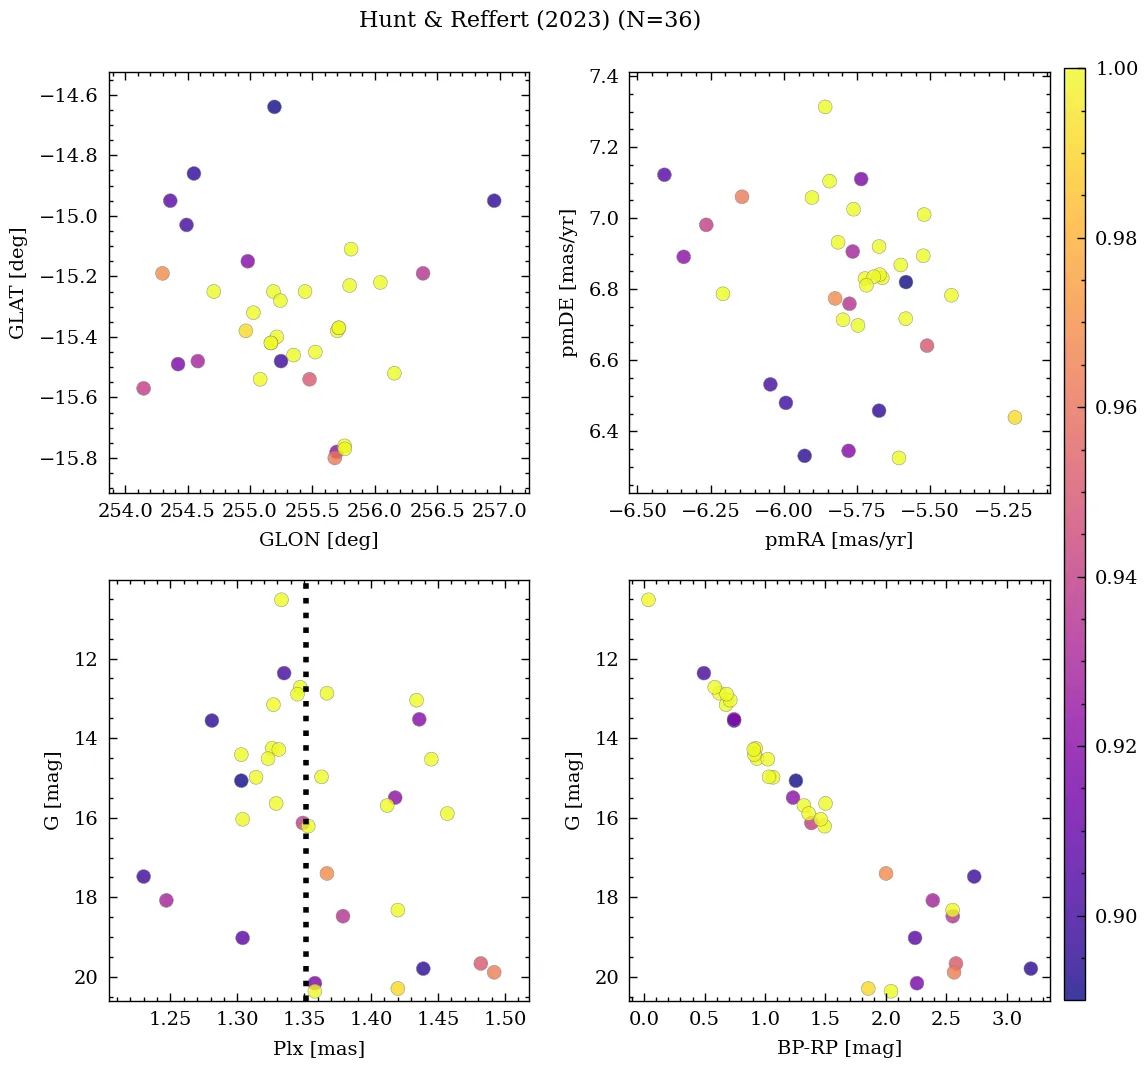 Hunt & Reffert (2023) (N=36)
−14.6
−14.8
−15.0
−15.2
−15.4
−15.6
−15.8
GLAT [deg]
254.0 254.5 255.0 255.5 256.0 256.5 257.0
GLON [deg]
7.4
7.2
7.0
6.8
6.6
6.4
pmDE [mas/yr]
−6.50 −6.25 −6.00 −5.75 −5.50 −5.25
pmRA [mas/yr]
12
14
16
18
20
G [mag]
1.25 1.30 1.35 1.40 1.45 1.50
Plx [mas]
12
14
16
18
20
G [mag]
0.0 0.5 1.0 1.5 2.0 2.5 3.0
BP-RP [mag]
1.00
0.98
0.96
0.94
0.92
0.90